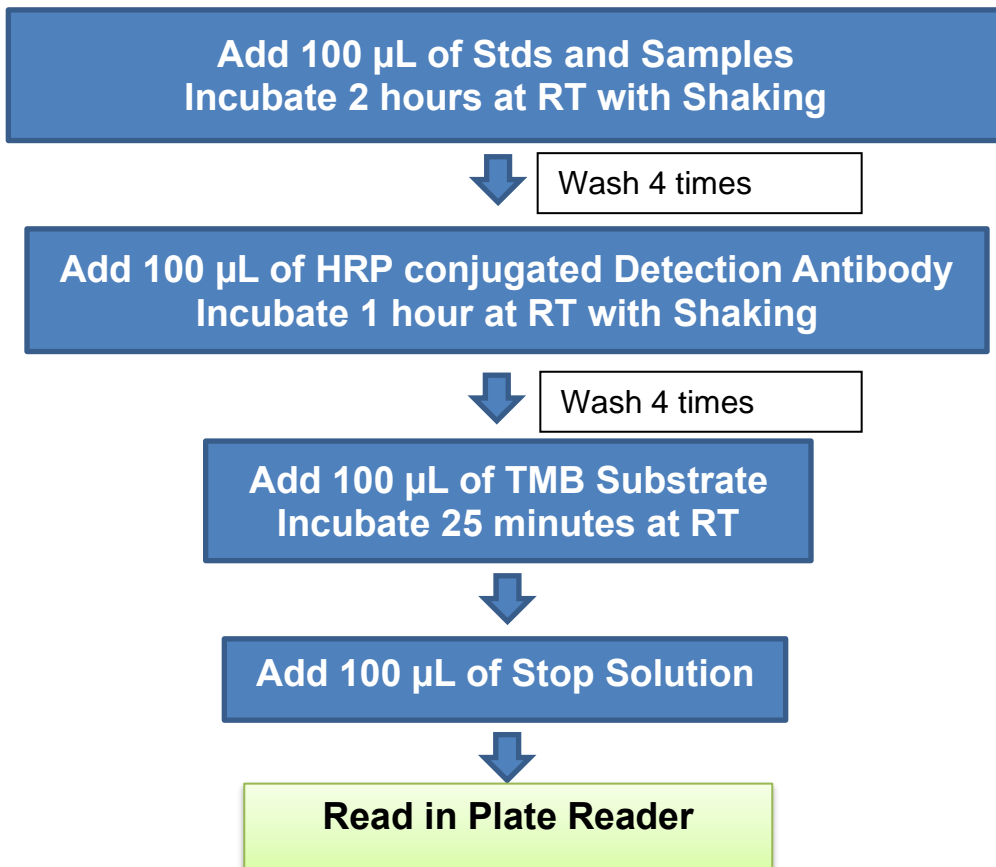 Add 100 µL of Stds and Samples
Incubate 2 hours at RT with Shaking
Wash 4 times
Add 100 µL of HRP conjugated Detection Antibody
Incubate 1 hour at RT with Shaking
Wash 4 times
Add 100 µL of TMB Substrate
Incubate 25 minutes at RT
Add 100 µL of Stop Solution
Read in Plate Reader